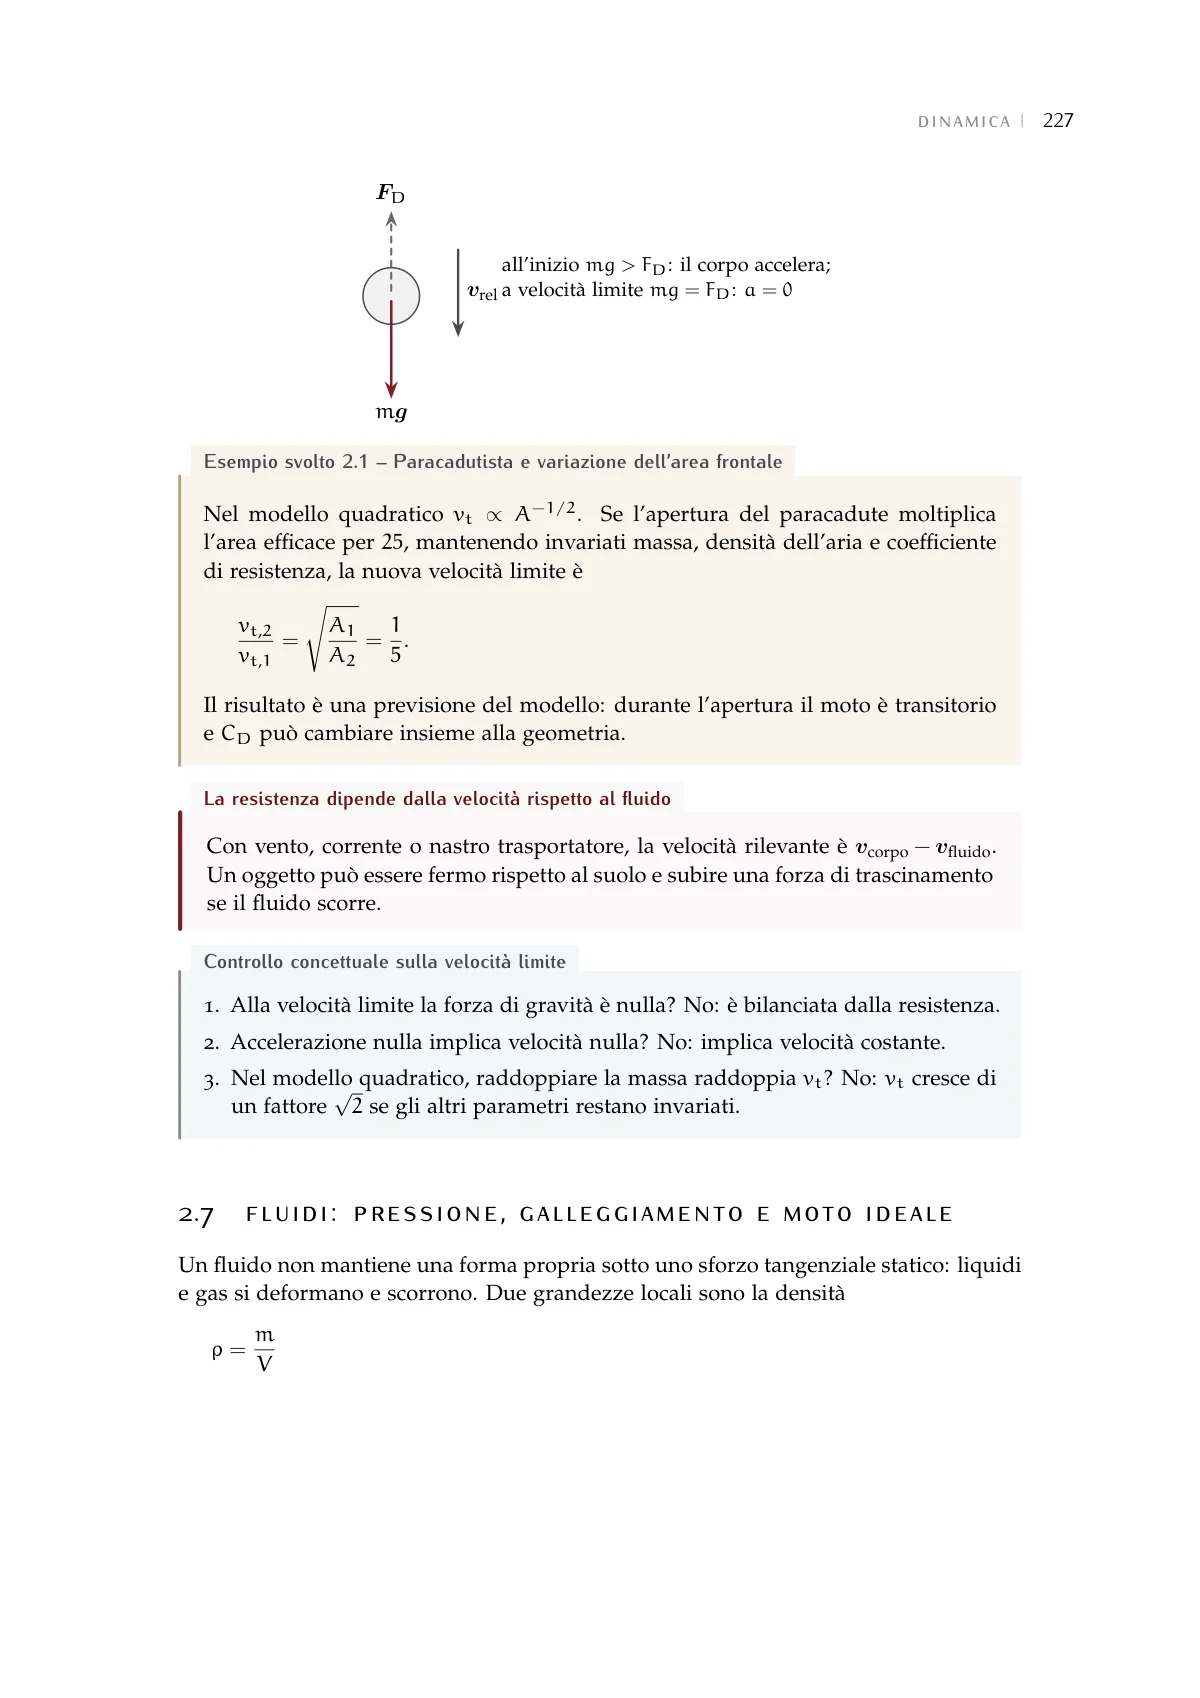 DINAMICA | 227
F_D
all'inizio mg > F_D: il corpo accelera;
v_rel a velocità limite mg = F_D: a = 0
mg
Esempio svolto 2.1 – Paracadutista e variazione dell'area frontale
Nel modello quadratico v_t ∝ A^{−1/2}. Se l'apertura del paracadute moltiplica
l'area efficace per 25, mantenendo invariati massa, densità dell'aria e coefficiente
di resistenza, la nuova velocità limite è
v_{t,2}/v_{t,1} = √(A_1/A_2) = 1/5.
Il risultato è una previsione del modello: durante l'apertura il moto è transitorio
e C_D può cambiare insieme alla geometria.
La resistenza dipende dalla velocità rispetto al fluido
Con vento, corrente o nastro trasportatore, la velocità rilevante è v_corpo − v_fluido.
Un oggetto può essere fermo rispetto al suolo e subire una forza di trascinamento
se il fluido scorre.
Controllo concettuale sulla velocità limite
1. Alla velocità limite la forza di gravità è nulla? No: è bilanciata dalla resistenza.
2. Accelerazione nulla implica velocità nulla? No: implica velocità costante.
3. Nel modello quadratico, raddoppiare la massa raddoppia v_t? No: v_t cresce di
un fattore √2 se gli altri parametri restano invariati.
2.7 FLUIDI: PRESSIONE, GALLEGGIAMENTO E MOTO IDEALE
Un fluido non mantiene una forma propria sotto uno sforzo tangenziale statico: liquidi
e gas si deformano e scorrono. Due grandezze locali sono la densità
ρ = m/V